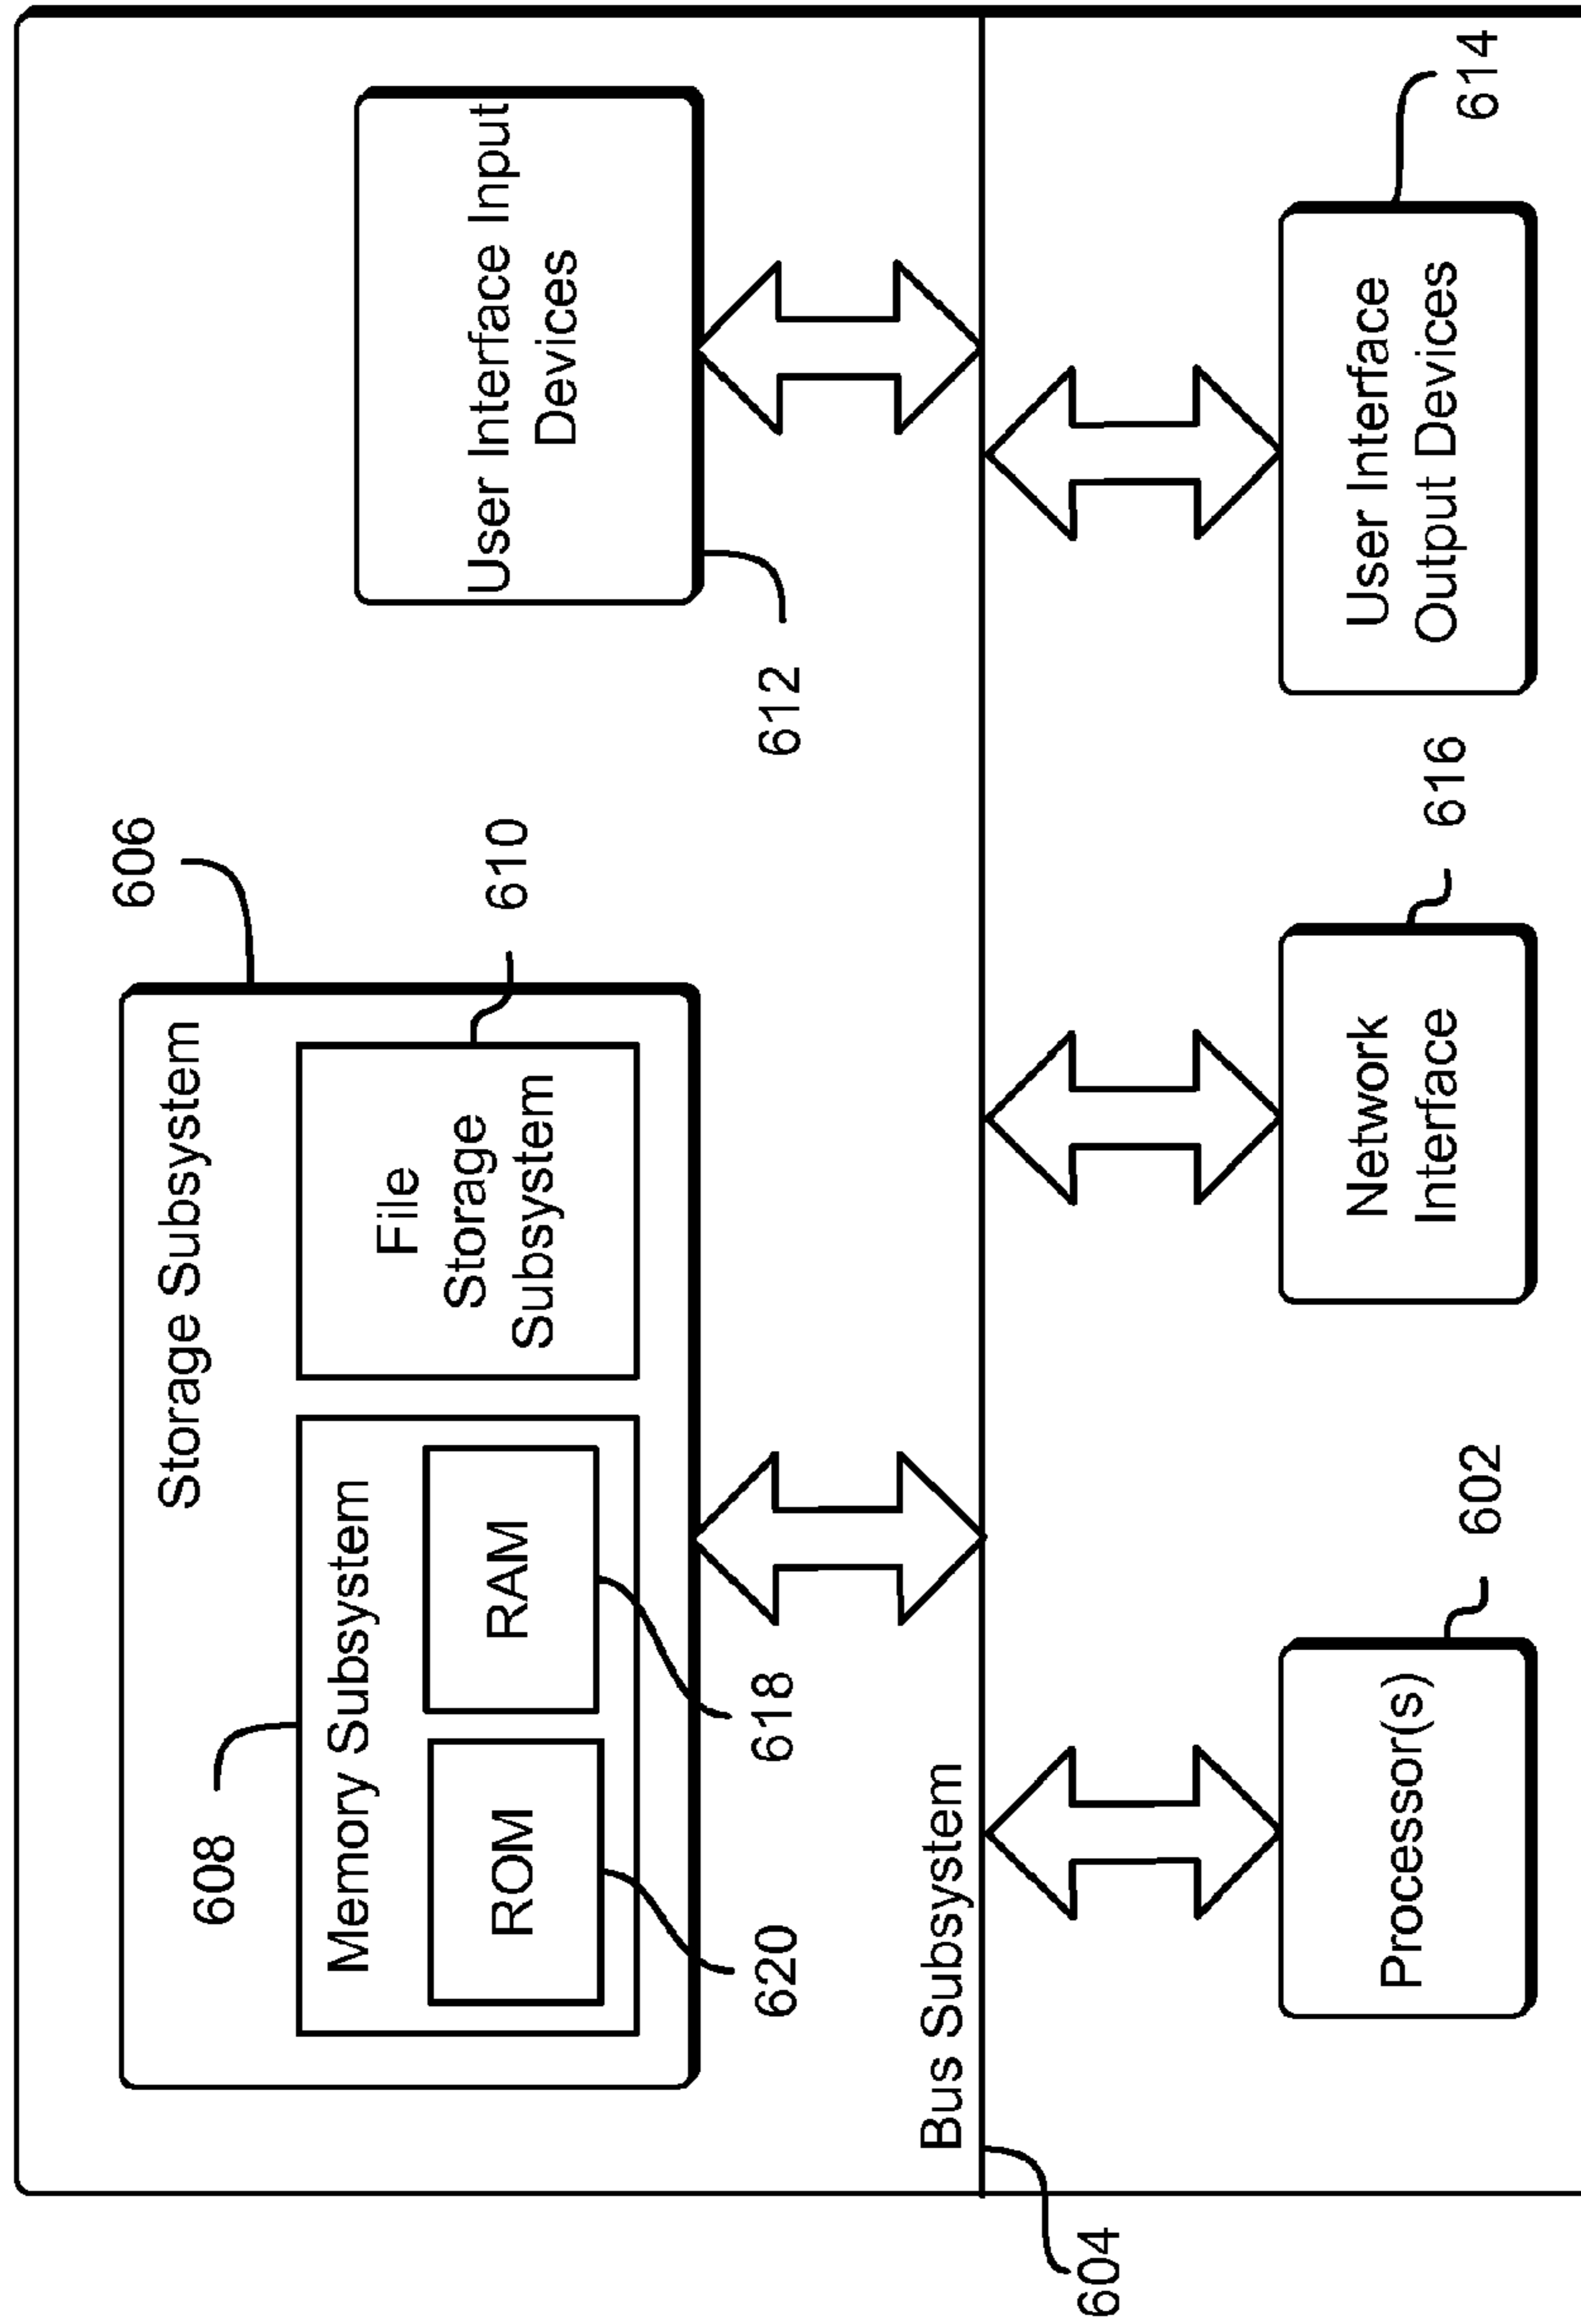 606
Storage Subsystem
608
Memory Subsystem
File
Storage
Subsystem
610
ROM
RAM
620
618
User Interface Input
Devices
612
Bus Subsystem
604
Processor(s)
602
Network
Interface
616
User Interface
Output Devices
614